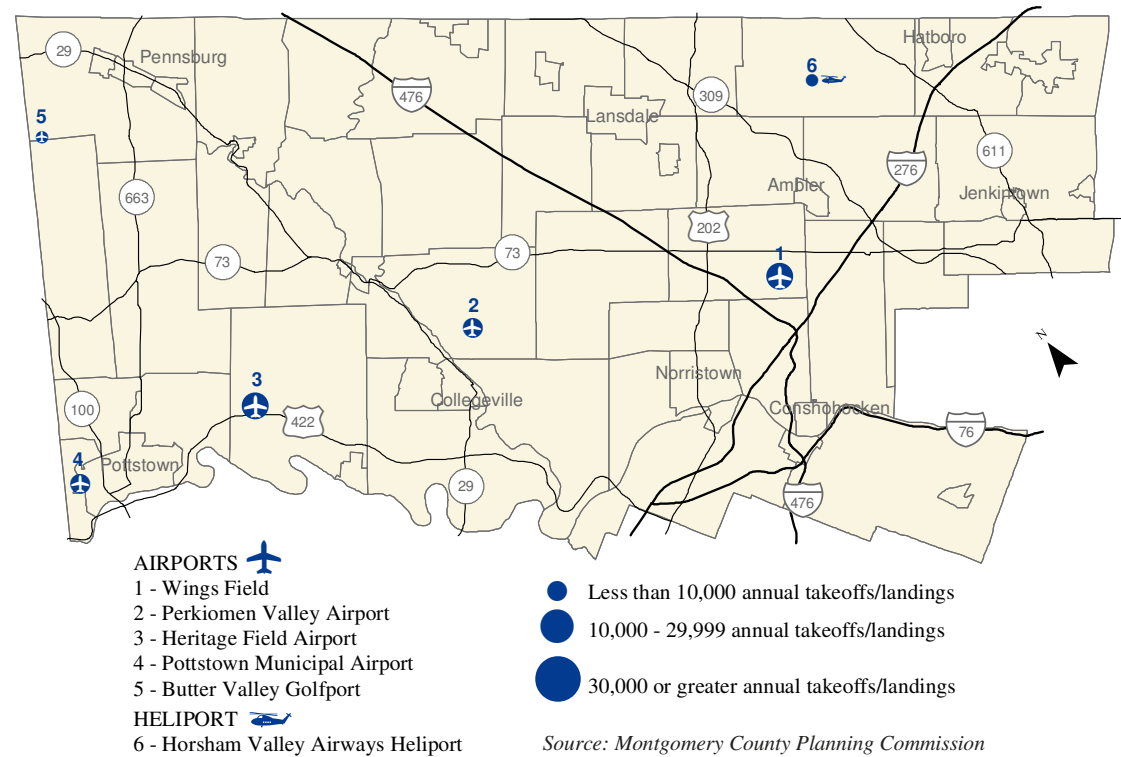 Hatboro
29
Pennsburg
6
476
309
5
Lansdale
611
276
Ambler
663
Jenkintown
202
73
73
1
2
Norristown
3
Collegeville
Conshohocken
100
422
76
4
Pottstown
29
476
N
AIRPORTS
1 - Wings Field
2 - Perkiomen Valley Airport
3 - Heritage Field Airport
4 - Pottstown Municipal Airport
5 - Butter Valley Golfport
HELIPORT
6 - Horsham Valley Airways Heliport
Less than 10,000 annual takeoffs/landings
10,000 - 29,999 annual takeoffs/landings
30,000 or greater annual takeoffs/landings
Source: Montgomery County Planning Commission